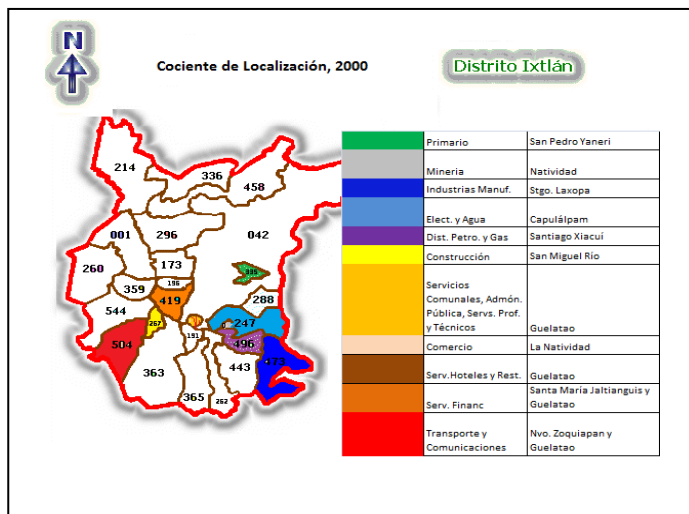 N
Cociente de Localización, 2000
Distrito Ixtlán
214
336
458
001
296
042
260
173
359
196
419
544
288
267
247
191
504
496
363
443
473
365
262
Primario San Pedro Yaneri
Mineria Natividad
Industrias Manuf. Stgo. Laxopa
Elect. y Agua Capulálpam
Dist. Petro. y Gas Santiago Xiacuí
Construcción San Miguel Rio
Servicios
Comunales, Admón.
Pública, Servs. Prof.
y Técnicos Guelatao
Comercio La Natividad
Serv.Hoteles y Rest. Guelatao
Serv. Financ Santa María Jaltianguis y
Guelatao
Transporte y Nvo. Zoquiapan y
Comunicaciones Guelatao